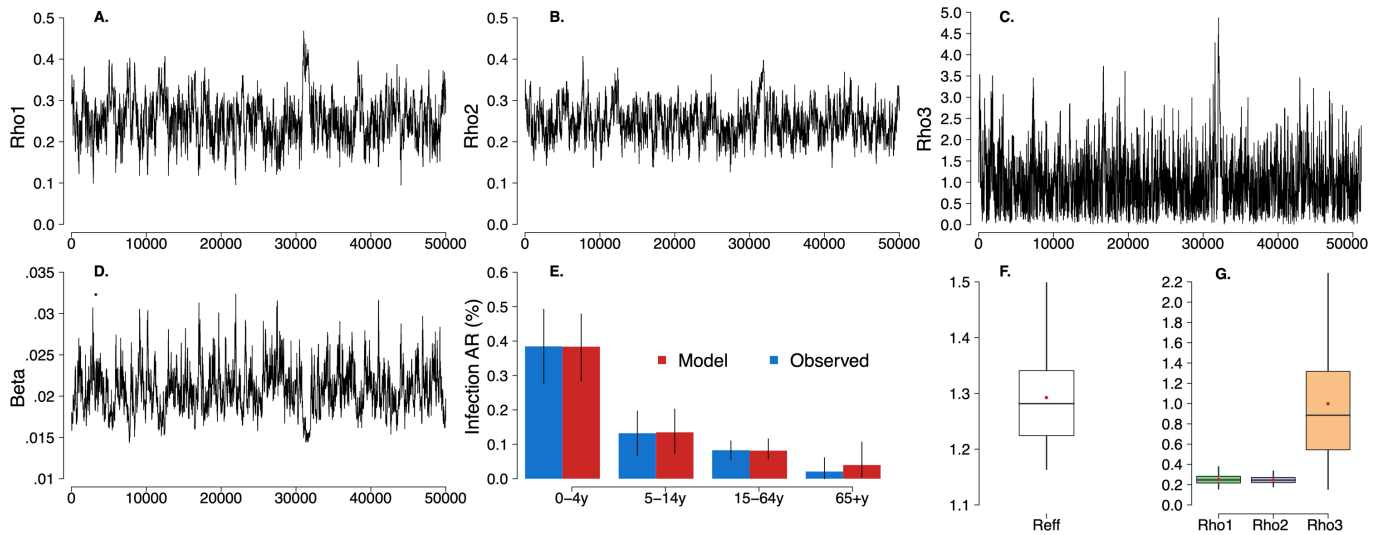 A.
0.5
0.4
0.3
0.2
0.1
0.0
Rho1
0 10000 20000 30000 40000 50000
B.
0.5
0.4
0.3
0.2
0.1
0.0
Rho2
0 10000 20000 30000 40000 50000
C.
5.0
4.5
4.0
3.5
3.0
2.5
2.0
1.5
1.0
0.5
0.0
Rho3
0 10000 20000 30000 40000 50000
D.
.035
.03
.025
.02
.015
.01
Beta
0 10000 20000 30000 40000 50000
E.
0.6
0.5
0.4
0.3
0.2
0.1
0.0
Infection AR (%)
Model Observed
0−4y 5−14y 15−64y 65+y
F.
1.5
1.4
1.3
1.2
1.1
Reff
G.
2.2
2.0
1.8
1.6
1.4
1.2
1.0
0.8
0.6
0.4
0.2
0.0
Rho1 Rho2 Rho3